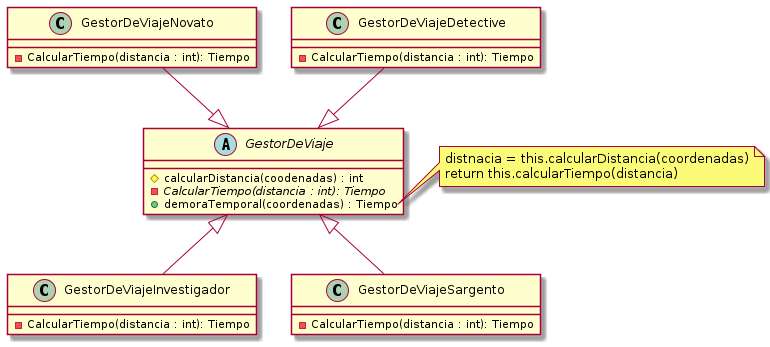 C GestorDeViajeNovato
CalcularTiempo(distancia : int): Tiempo
C GestorDeViajeDetective
CalcularTiempo(distancia : int): Tiempo
A GestorDeViaje
calcularDistancia(coodenadas) : int
CalcularTiempo(distancia : int): Tiempo
demoraTemporal(coordenadas) : Tiempo
distnacia = this.calcularDistancia(coordenadas)
return this.calcularTiempo(distancia)
C GestorDeViajeInvestigador
CalcularTiempo(distancia : int): Tiempo
C GestorDeViajeSargento
CalcularTiempo(distancia : int): Tiempo